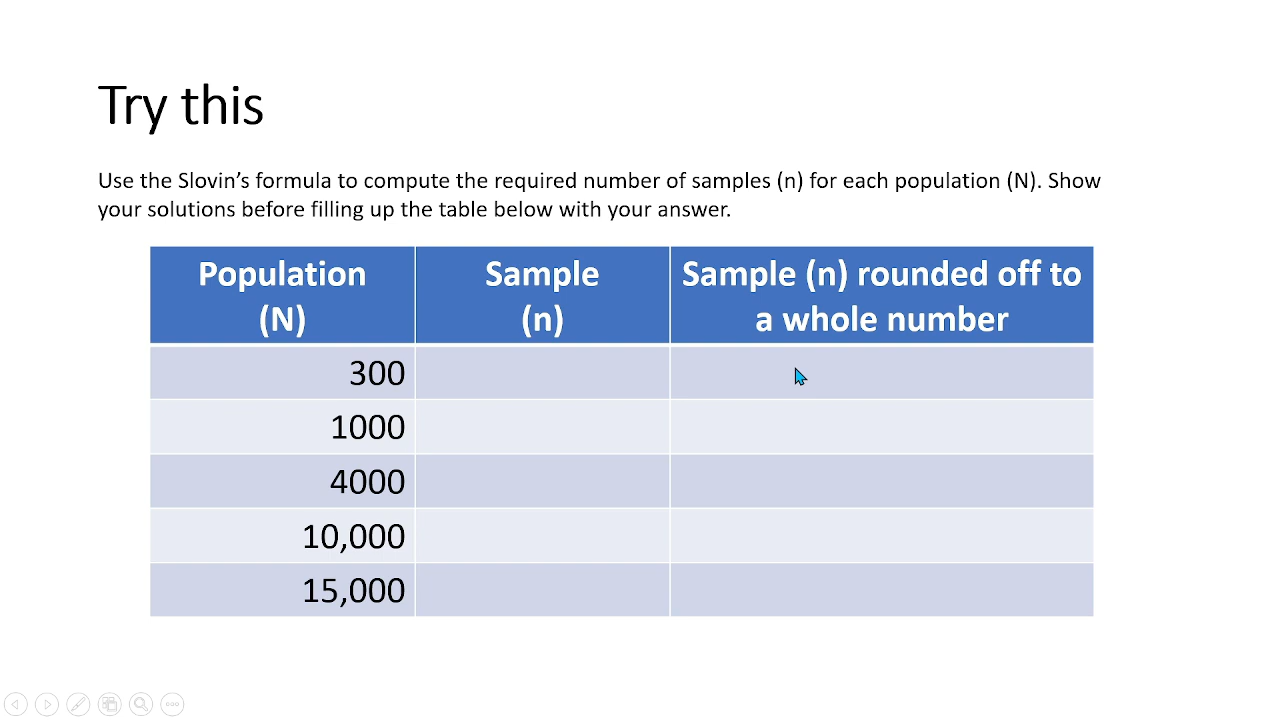 Try this
Use the Slovin's formula to compute the required number of samples (n) for each population (N). Show
your solutions before filling up the table below with your answer.
Population
(N)
Sample
(n)
Sample (n) rounded off to
a whole number
300
1000
4000
10,000
15,000